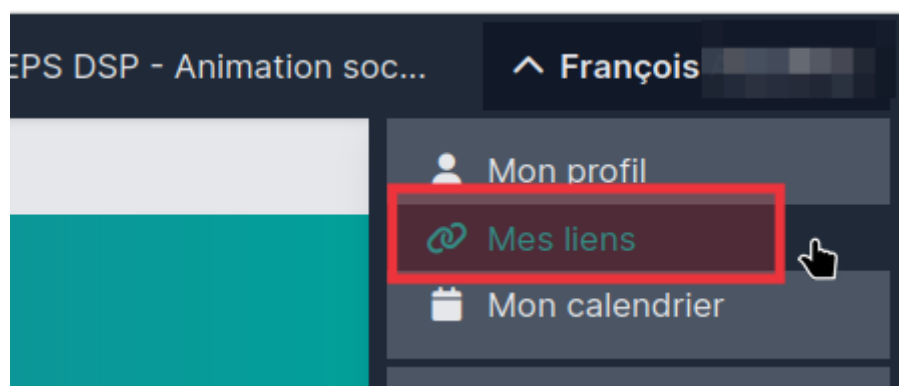 EPS DSP - Animation soc... François
Mon profil
Mes liens
Mon calendrier